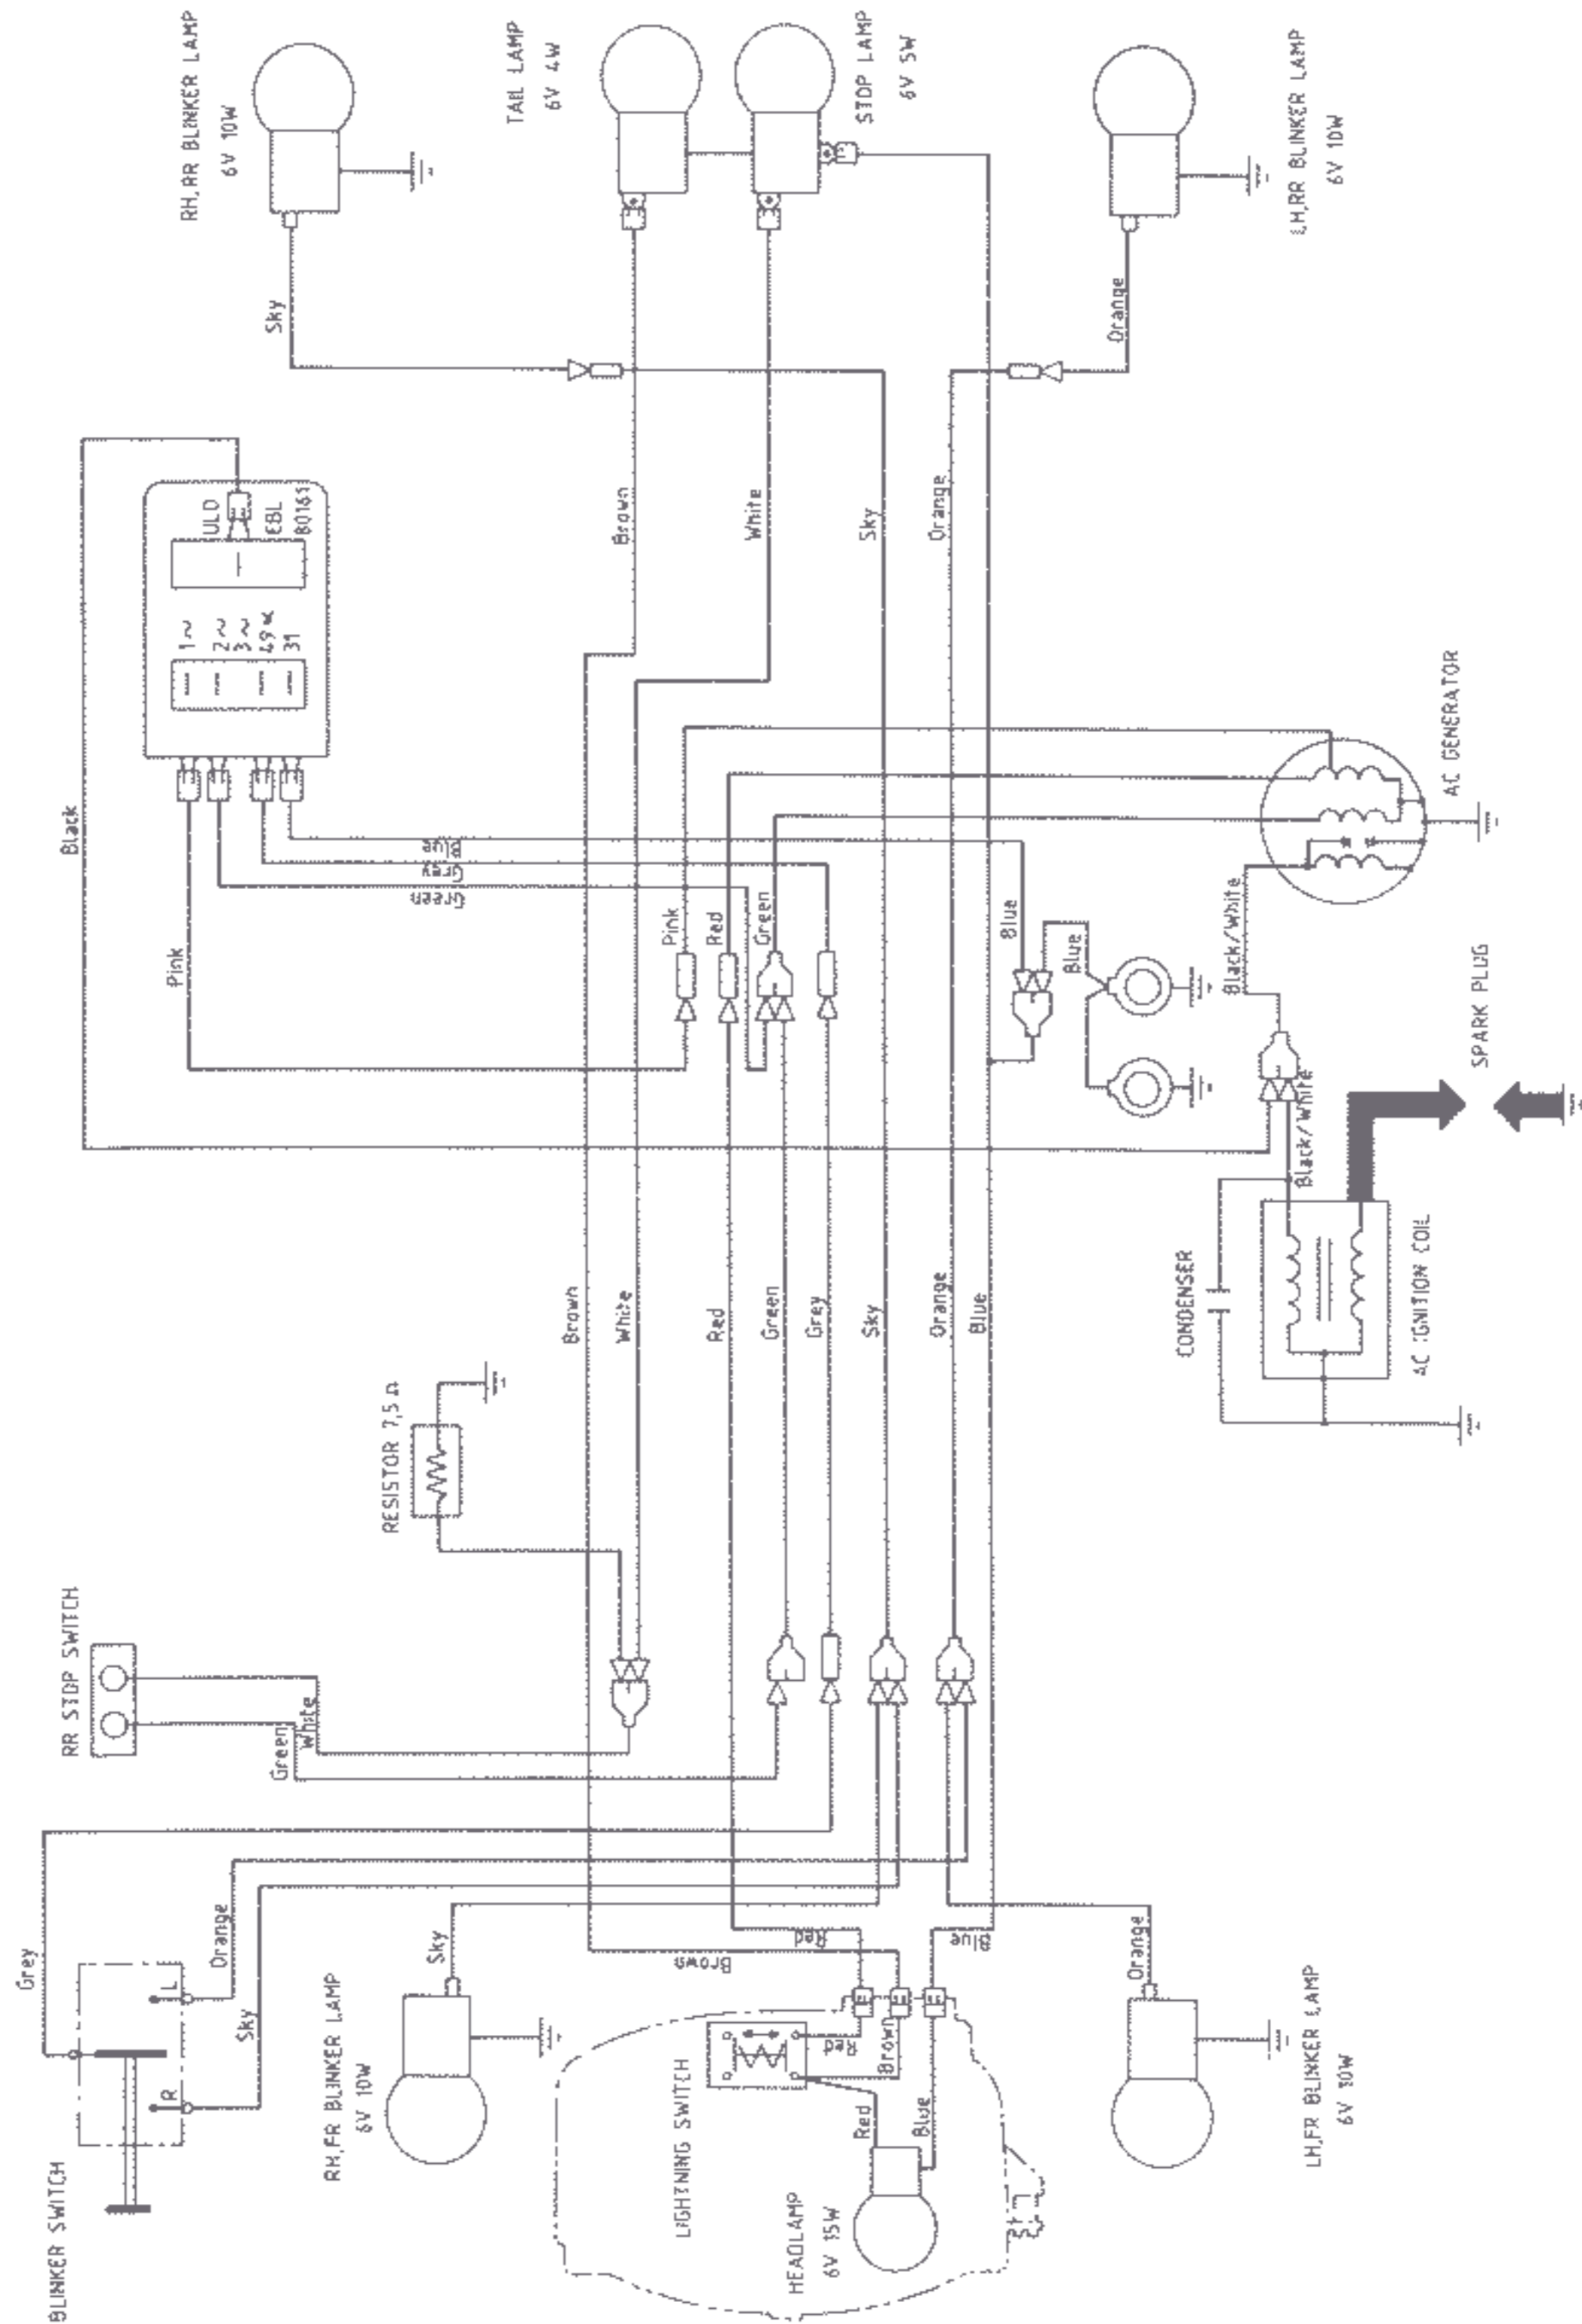 RH,RR BLINKER LAMP
6V 10W
TAIL LAMP
6V 4W
STOP LAMP
6V 5W
LH,RR BLINKER LAMP
6V 10W
Sky
Orange
ULO
EBL
1~
2~
3~
31
Brown
White
Sky
Orange
Black
Blue
Grey
Green
Pink
Pink
Red
Green
Blue
Blue
Black/White
AC GENERATOR
SPARK PLUG
Black/White
Brown
White
Red
Green
Grey
Sky
Orange
Blue
CONDENSER
AC IGNITION COIL
RESISTOR 7,5 Ω
RR STOP SWITCH
Green
White
Grey
Orange
Sky
L
R
BLINKER SWITCH
Sky
RH,FR BLINKER LAMP
6V 10W
Brown
Red
Blue
Orange
LIGHTNING SWITCH
Red
Brown
Red
Blue
HEADLAMP
6V 15W
LH,FR BLINKER LAMP
6V 10W